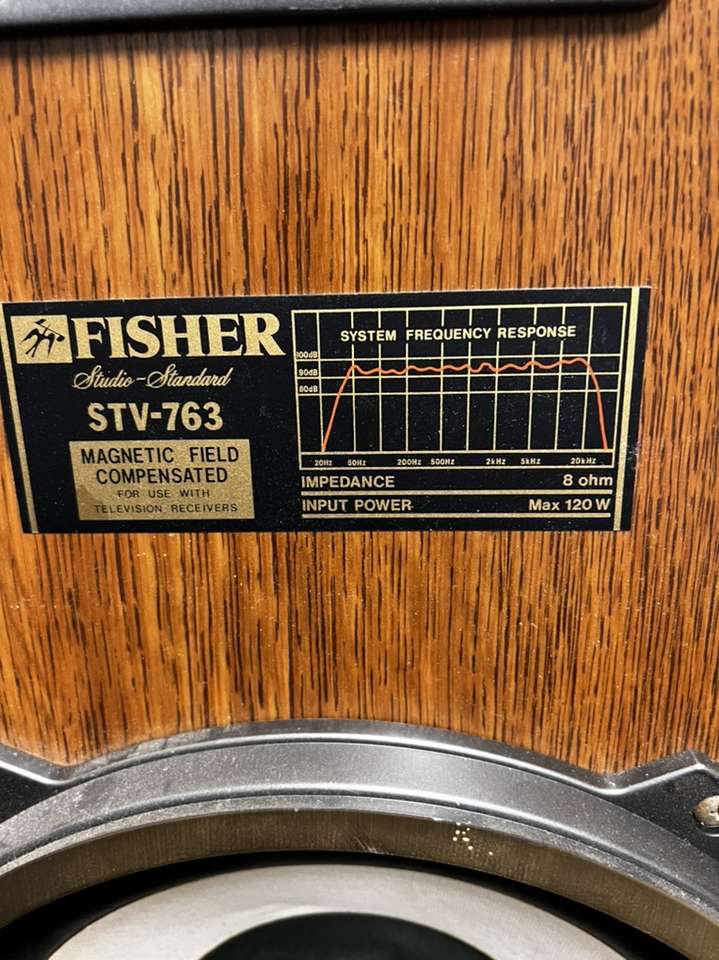 FISHER
Studio-Standard
STV-763
MAGNETIC FIELD
COMPENSATED
FOR USE WITH
TELEVISION RECEIVERS
SYSTEM FREQUENCY RESPONSE
100dB
90dB
80dB
20Hz 50Hz 200Hz 500Hz 2kHz 5kHz 20kHz
IMPEDANCE 8 ohm
INPUT POWER Max 120 W